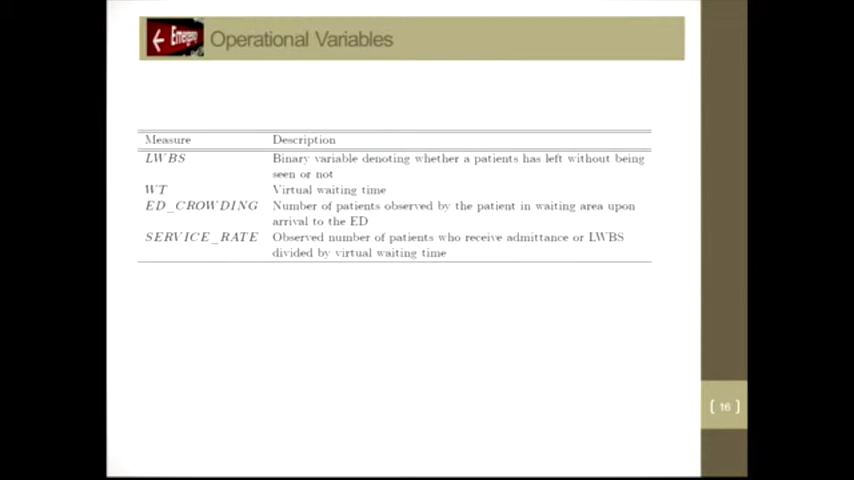 Emergency
Operational Variables
Measure Description
LWBS Binary variable denoting whether a patients has left without being
seen or not
WT Virtual waiting time
ED_CROWDING Number of patients observed by the patient in waiting area upon
arrival to the ED
SERVICE_RATE Observed number of patients who receive admittance or LWBS
divided by virtual waiting time
[ 16 ]